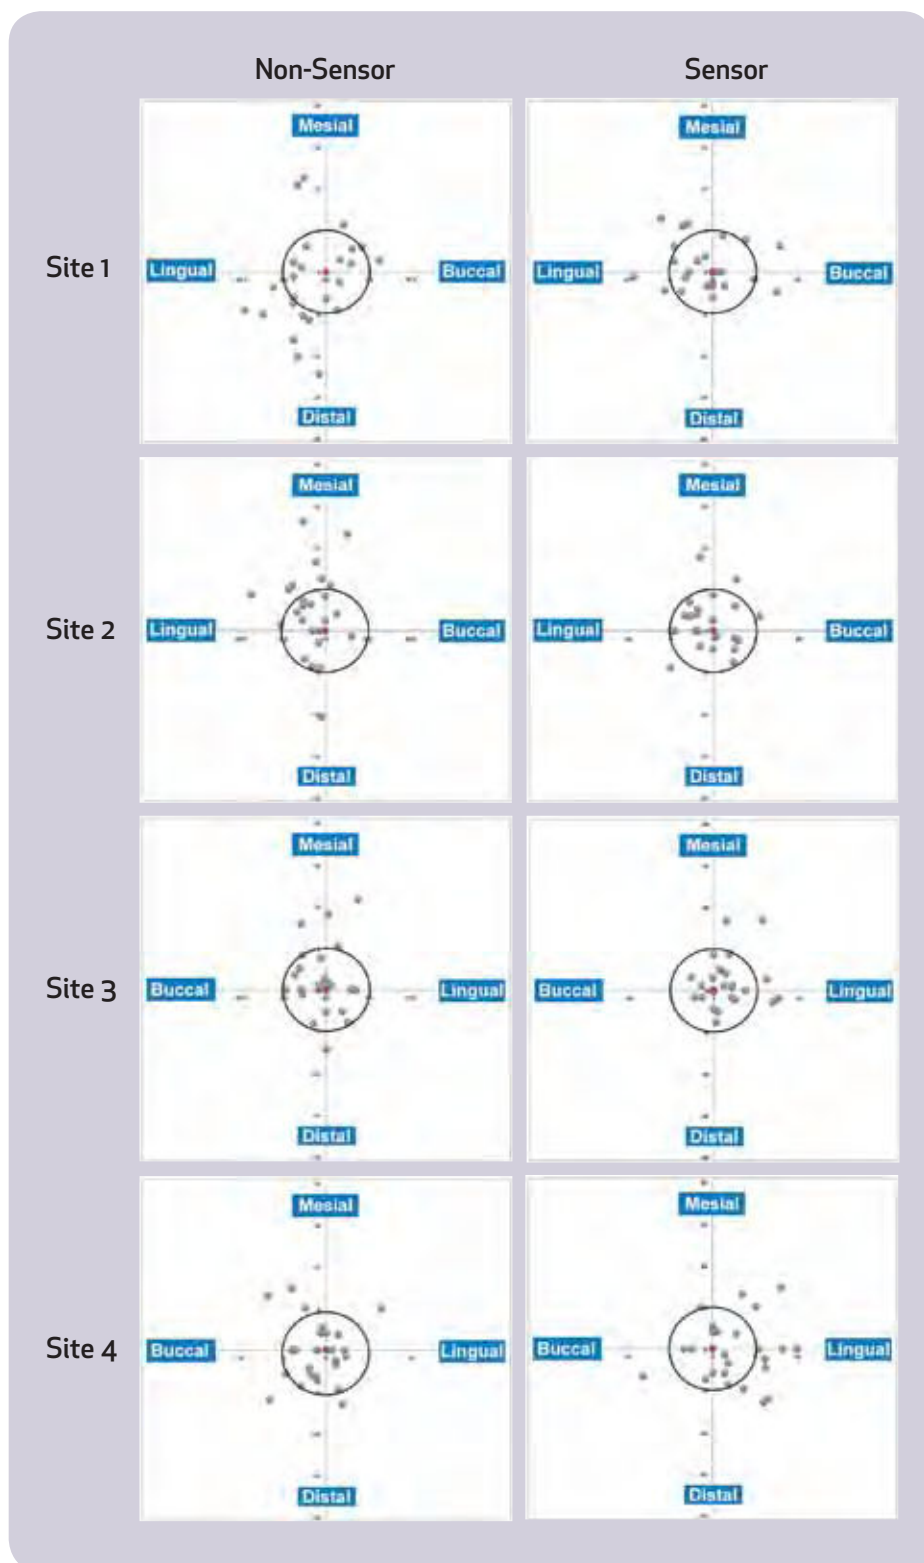 Non-Sensor Sensor
Mesial Mesial
Site 1 Lingual Buccal Lingual Buccal
Distal Distal
Mesial Mesial
Site 2 Lingual Buccal Lingual Buccal
Distal Distal
Mesial Mesial
Site 3 Buccal Lingual Buccal Lingual
Distal Distal
Mesial Mesial
Site 4 Buccal Lingual Buccal Lingual
Distal Distal